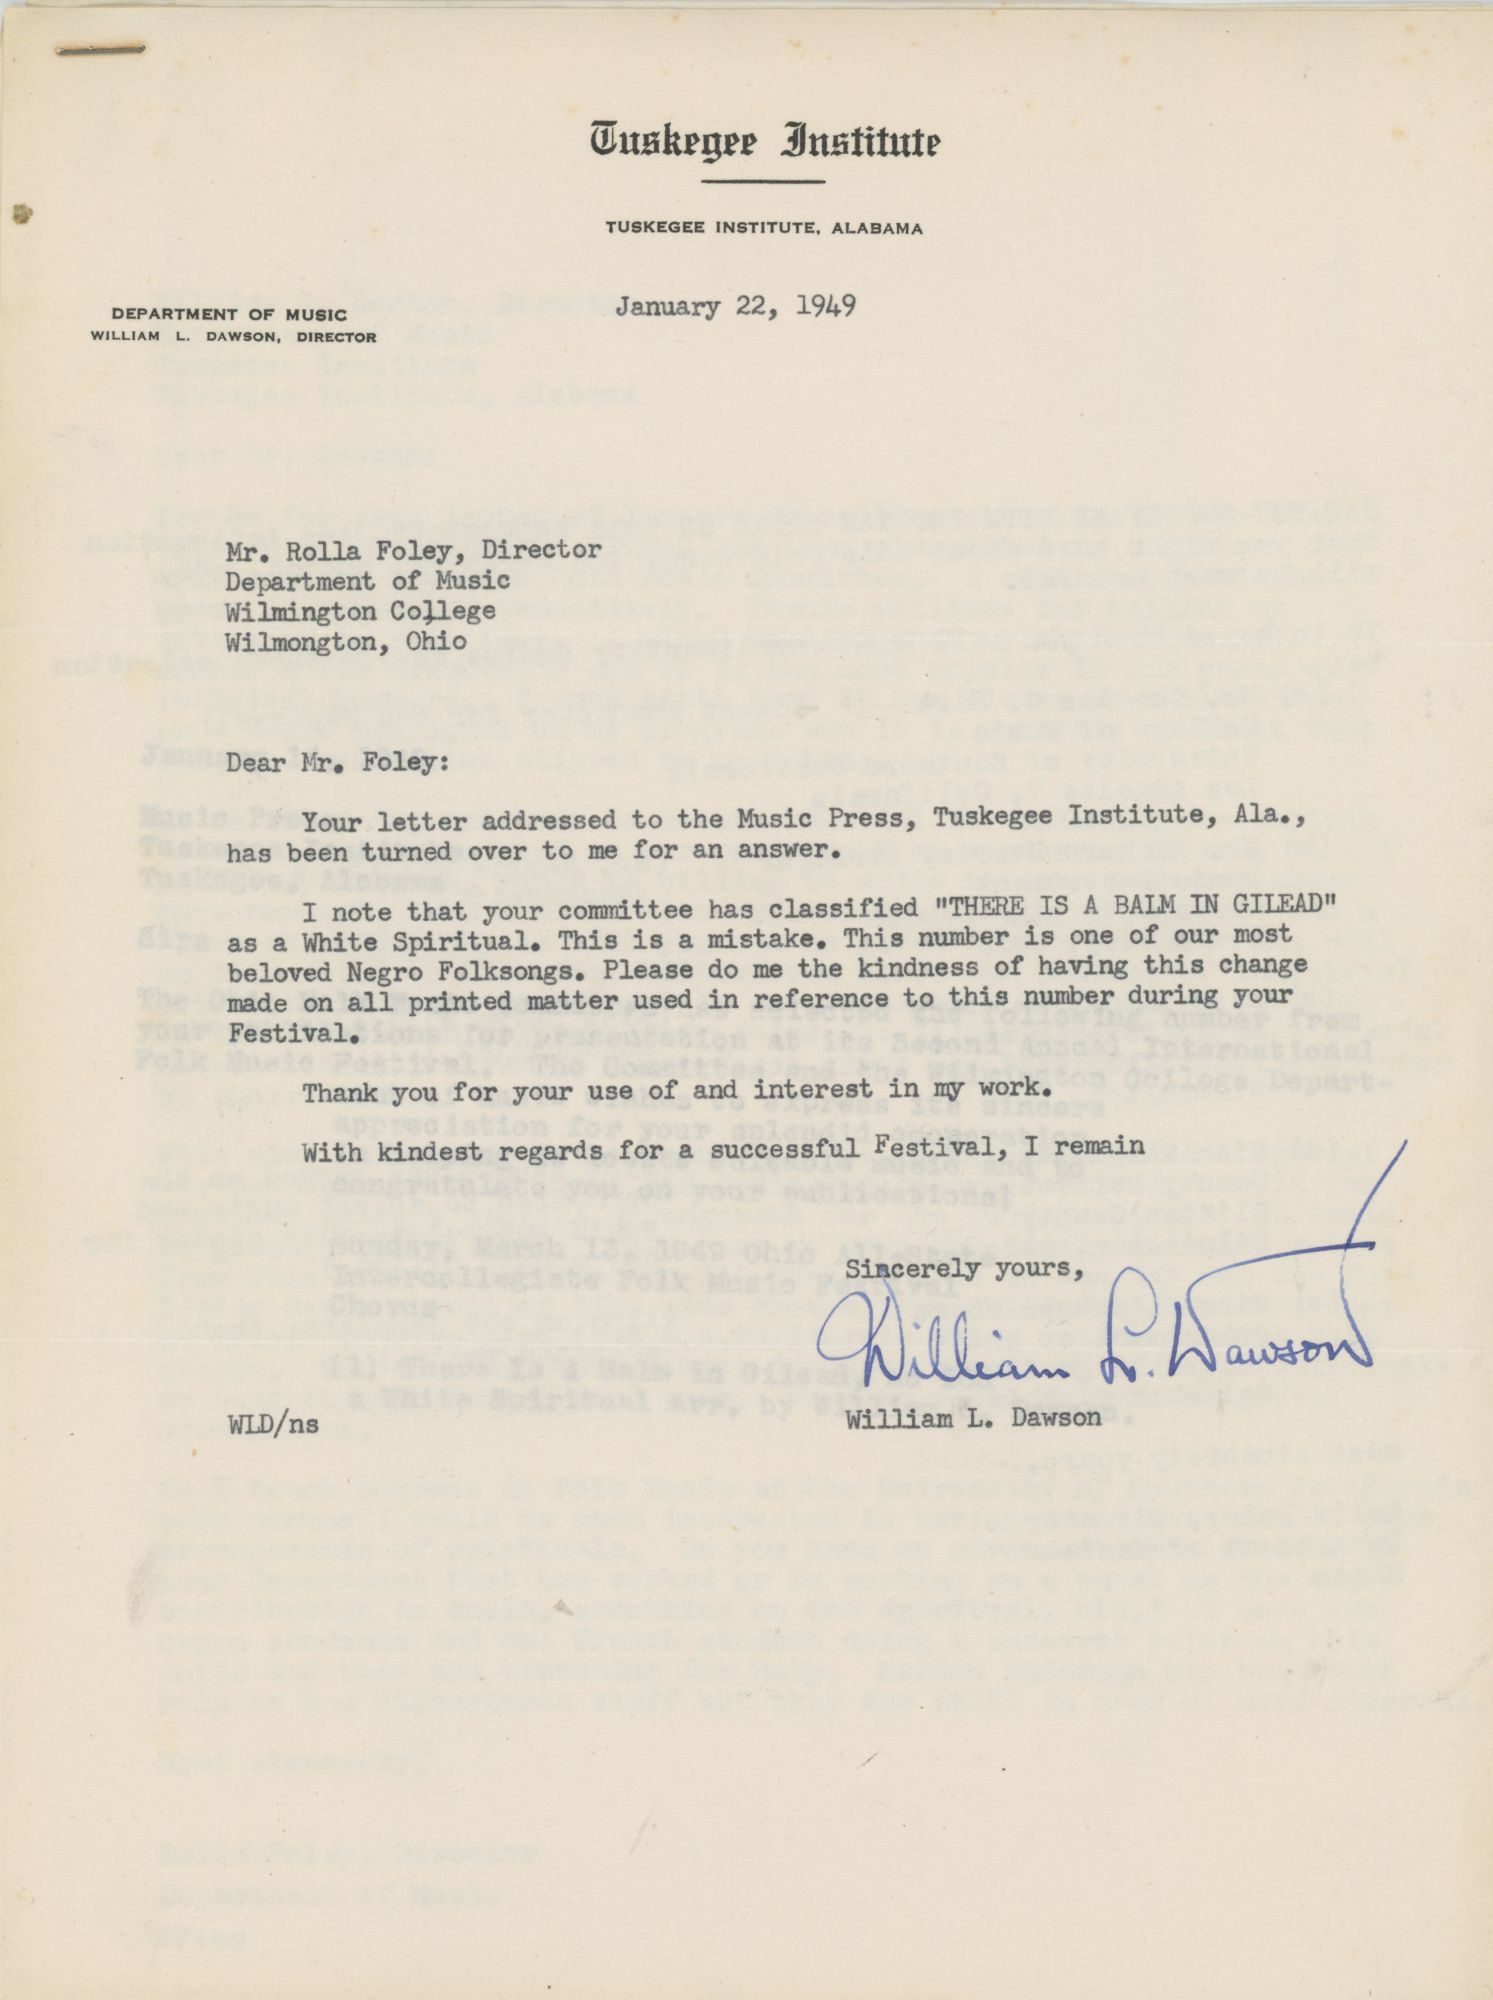 Tuskegee Institute
TUSKEGEE INSTITUTE, ALABAMA
DEPARTMENT OF MUSIC
WILLIAM L. DAWSON, DIRECTOR
January 22, 1949
Mr. Rolla Foley, Director
Department of Music
Wilmington College
Wilmongton, Ohio
Dear Mr. Foley:
Your letter addressed to the Music Press, Tuskegee Institute, Ala.,
has been turned over to me for an answer.
I note that your committee has classified "THERE IS A BALM IN GILEAD"
as a White Spiritual. This is a mistake. This number is one of our most
beloved Negro Folksongs. Please do me the kindness of having this change
made on all printed matter used in reference to this number during your
Festival.
Thank you for your use of and interest in my work.
With kindest regards for a successful Festival, I remain
Sincerely yours,
William L. Dawson
William L. Dawson
WLD/ns